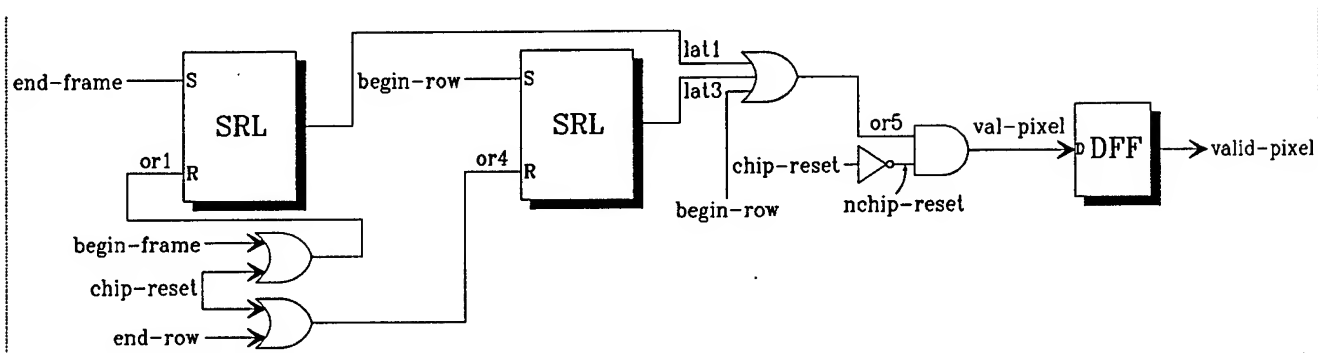 end-frame
S
SRL
or1
R
begin-row
S
SRL
or4
R
lat1
lat3
begin-row
or5
chip-reset
nchip-reset
val-pixel
D
DFF
valid-pixel
begin-frame
chip-reset
end-row